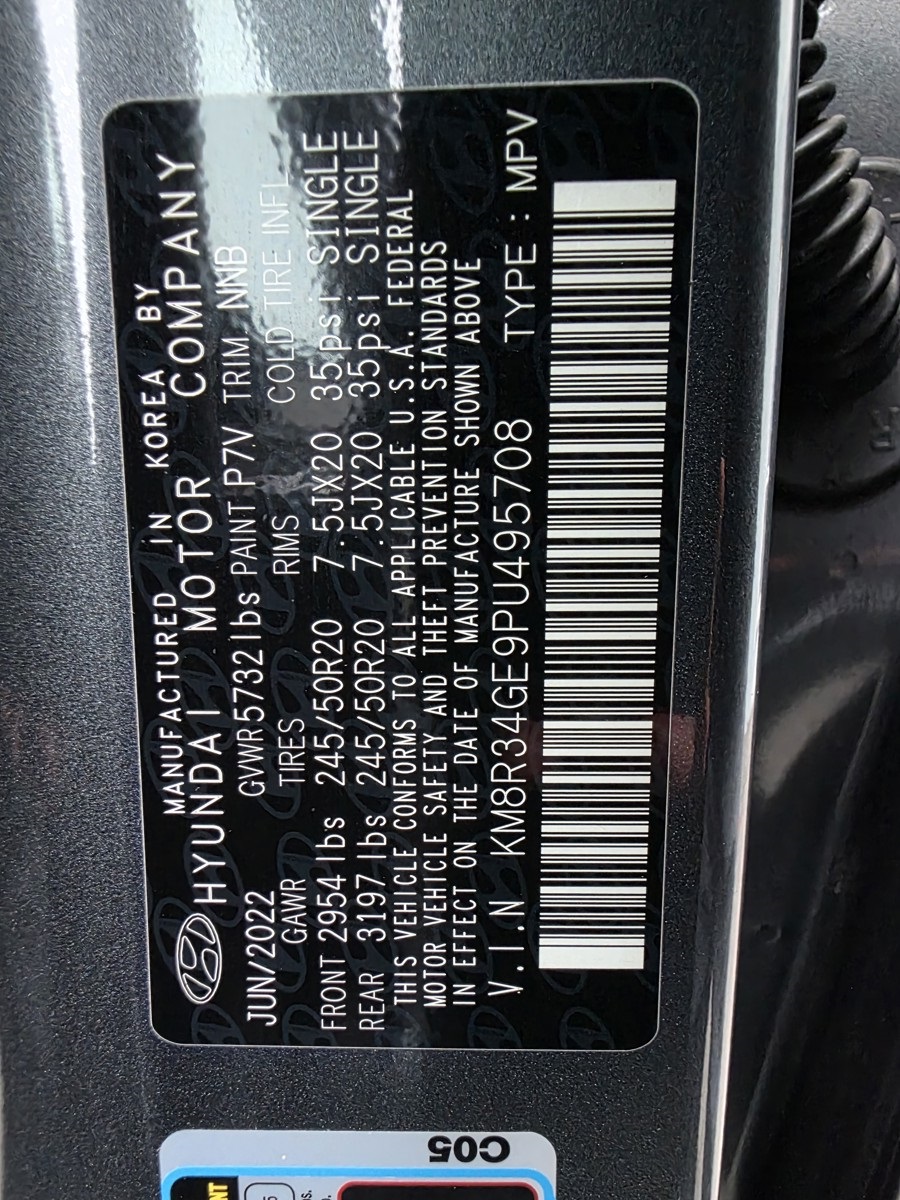 MANUFACTURED IN KOREA BY
HYUNDAI MOTOR COMPANY
JUN/2022 GVWR5732lbs PAINT P7V TRIM NNB
GAWR TIRES RIMS COLD TIRE INFL
FRONT 2954lbs 245/50R20 7.5JX20 35psi SINGLE
REAR 3197lbs 245/50R20 7.5JX20 35psi SINGLE
THIS VEHICLE CONFORMS TO ALL APPLICABLE U.S.A. FEDERAL
MOTOR VEHICLE SAFETY AND THEFT PREVENTION STANDARDS
IN EFFECT ON THE DATE OF MANUFACTURE SHOWN ABOVE
V.I.N KM8R34GE9PU495708 TYPE : MPV
C05